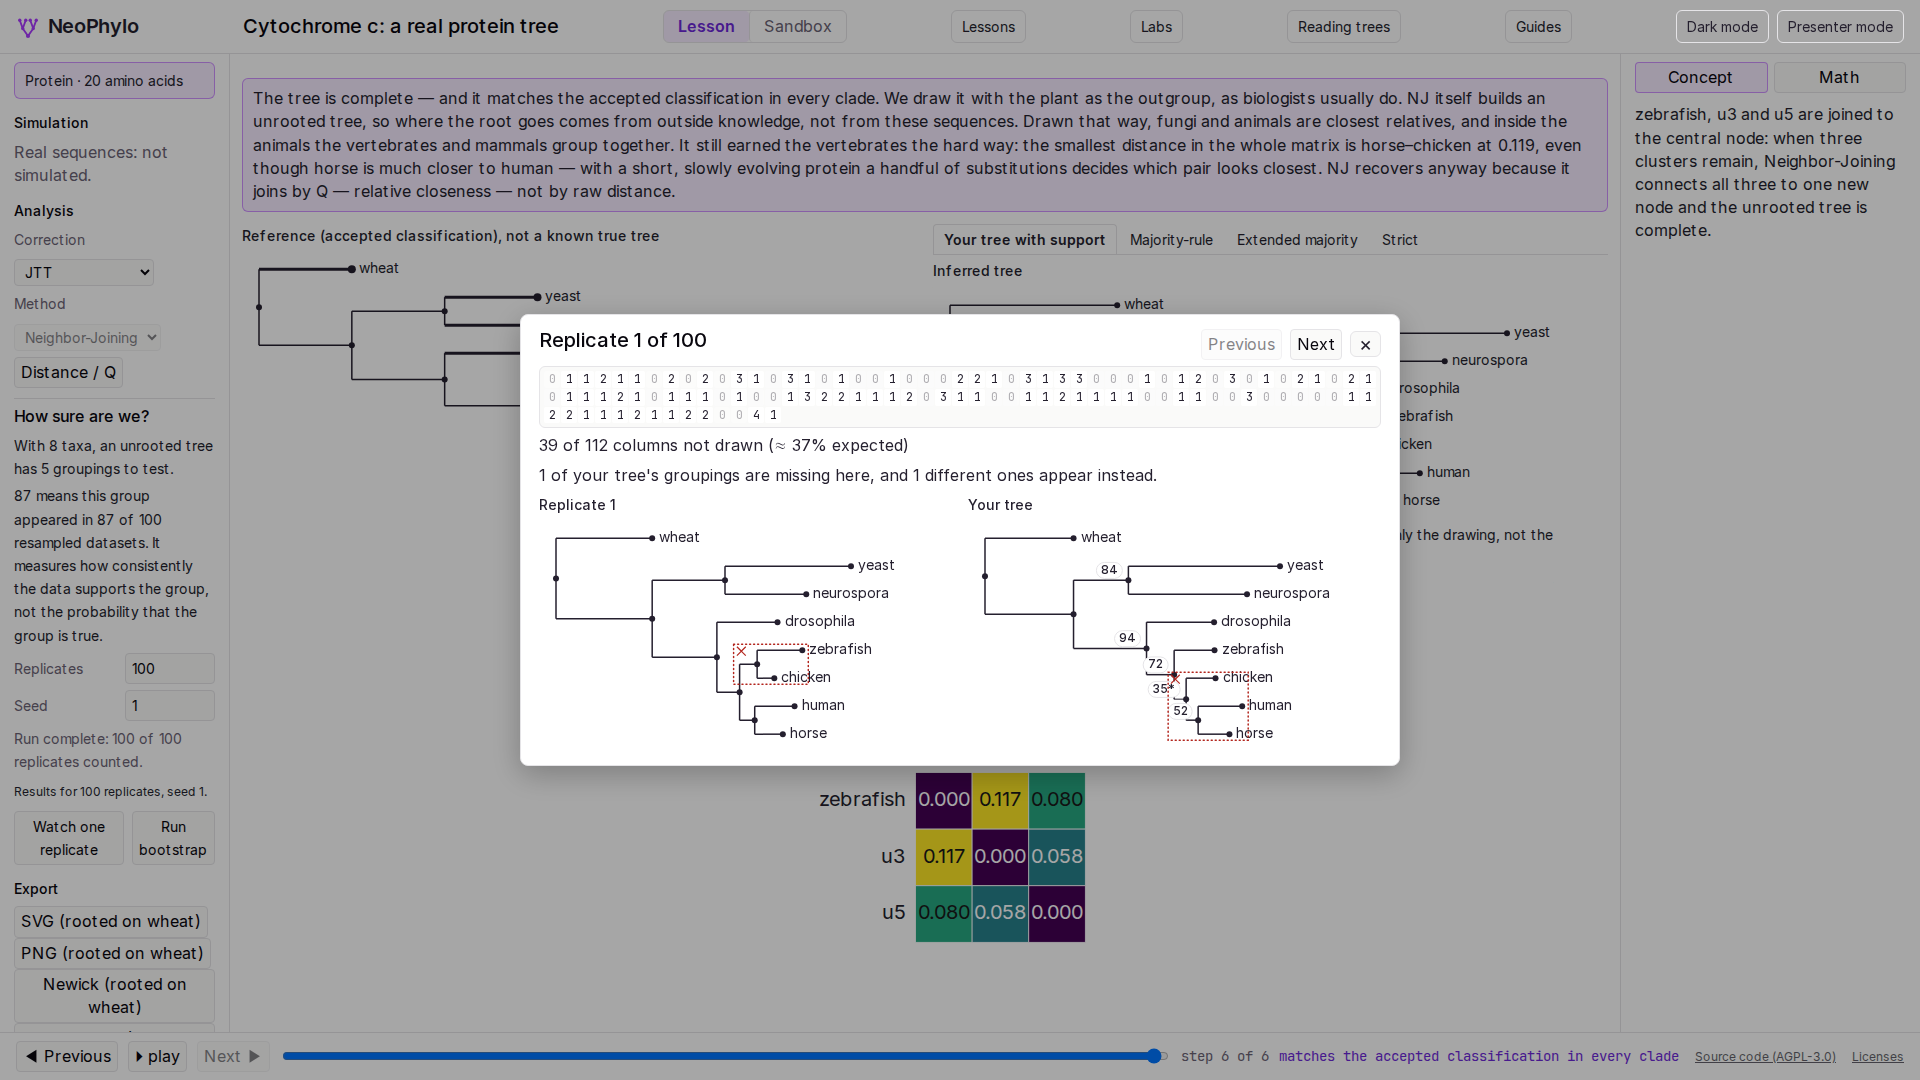 NeoPhylo
Cytochrome c: a real protein tree
Lesson
Sandbox
Lessons
Labs
Reading trees
Guides
Dark mode
Presenter mode
Protein · 20 amino acids
Simulation
Real sequences: not
simulated.
Analysis
Correction
JTT
Method
Neighbor-Joining
Distance / Q
How sure are we?
With 8 taxa, an unrooted tree
has 5 groupings to test.
87 means this group
appeared in 87 of 100
resampled datasets. It
measures how consistently
the data supports the group,
not the probability that the
group is true.
Replicates
100
Seed
1
Run complete: 100 of 100
replicates counted.
Results for 100 replicates, seed 1.
Watch one
replicate
Run
bootstrap
Export
SVG (rooted on wheat)
PNG (rooted on wheat)
Newick (rooted on
wheat)
The tree is complete — and it matches the accepted classification in every clade. We draw it with the plant as the outgroup, as biologists usually do. NJ itself builds an
unrooted tree, so where the root goes comes from outside knowledge, not from these sequences. Drawn that way, fungi and animals are closest relatives, and inside the
animals the vertebrates and mammals group together. It still earned the vertebrates the hard way: the smallest distance in the whole matrix is horse–chicken at 0.119, even
though horse is much closer to human — with a short, slowly evolving protein a handful of substitutions decides which pair looks closest. NJ recovers anyway because it
joins by Q — relative closeness — not by raw distance.
Reference (accepted classification), not a known true tree
wheat
yeast
Your tree with support
Majority-rule
Extended majority
Strict
Inferred tree
wheat
yeast
neurospora
rosophila
ebrafish
icken
human
horse
ly the drawing, not the
Replicate 1 of 100
Previous
Next
×
0 1 1 2 1 1 0 2 0 2 0 3 1 0 3 1 0 1 0 0 1 0 0 0 2 2 1 0 3 1 3 3 0 0 0 1 0 1 2 0 3 0 1 0 2 1 0 2 1
0 1 1 1 2 1 0 1 1 1 0 1 0 0 1 3 2 2 1 1 1 2 0 3 1 1 0 0 1 1 2 1 1 1 1 0 0 1 1 0 0 3 0 0 0 0 0 1 1
2 2 1 1 1 2 1 1 2 2 0 0 4 1
39 of 112 columns not drawn (≈ 37% expected)
1 of your tree's groupings are missing here, and 1 different ones appear instead.
Replicate 1
wheat
yeast
neurospora
drosophila
zebrafish
chicken
human
horse
Your tree
wheat
84
yeast
neurospora
drosophila
94
zebrafish
72
chicken
35*
human
52
horse
zebrafish 0.000 0.117 0.080
u3 0.117 0.000 0.058
u5 0.080 0.058 0.000
Concept
Math
zebrafish, u3 and u5 are joined to
the central node: when three
clusters remain, Neighbor-Joining
connects all three to one new
node and the unrooted tree is
complete.
Previous
play
Next
step 6 of 6
matches the accepted classification in every clade
Source code (AGPL-3.0)
Licenses